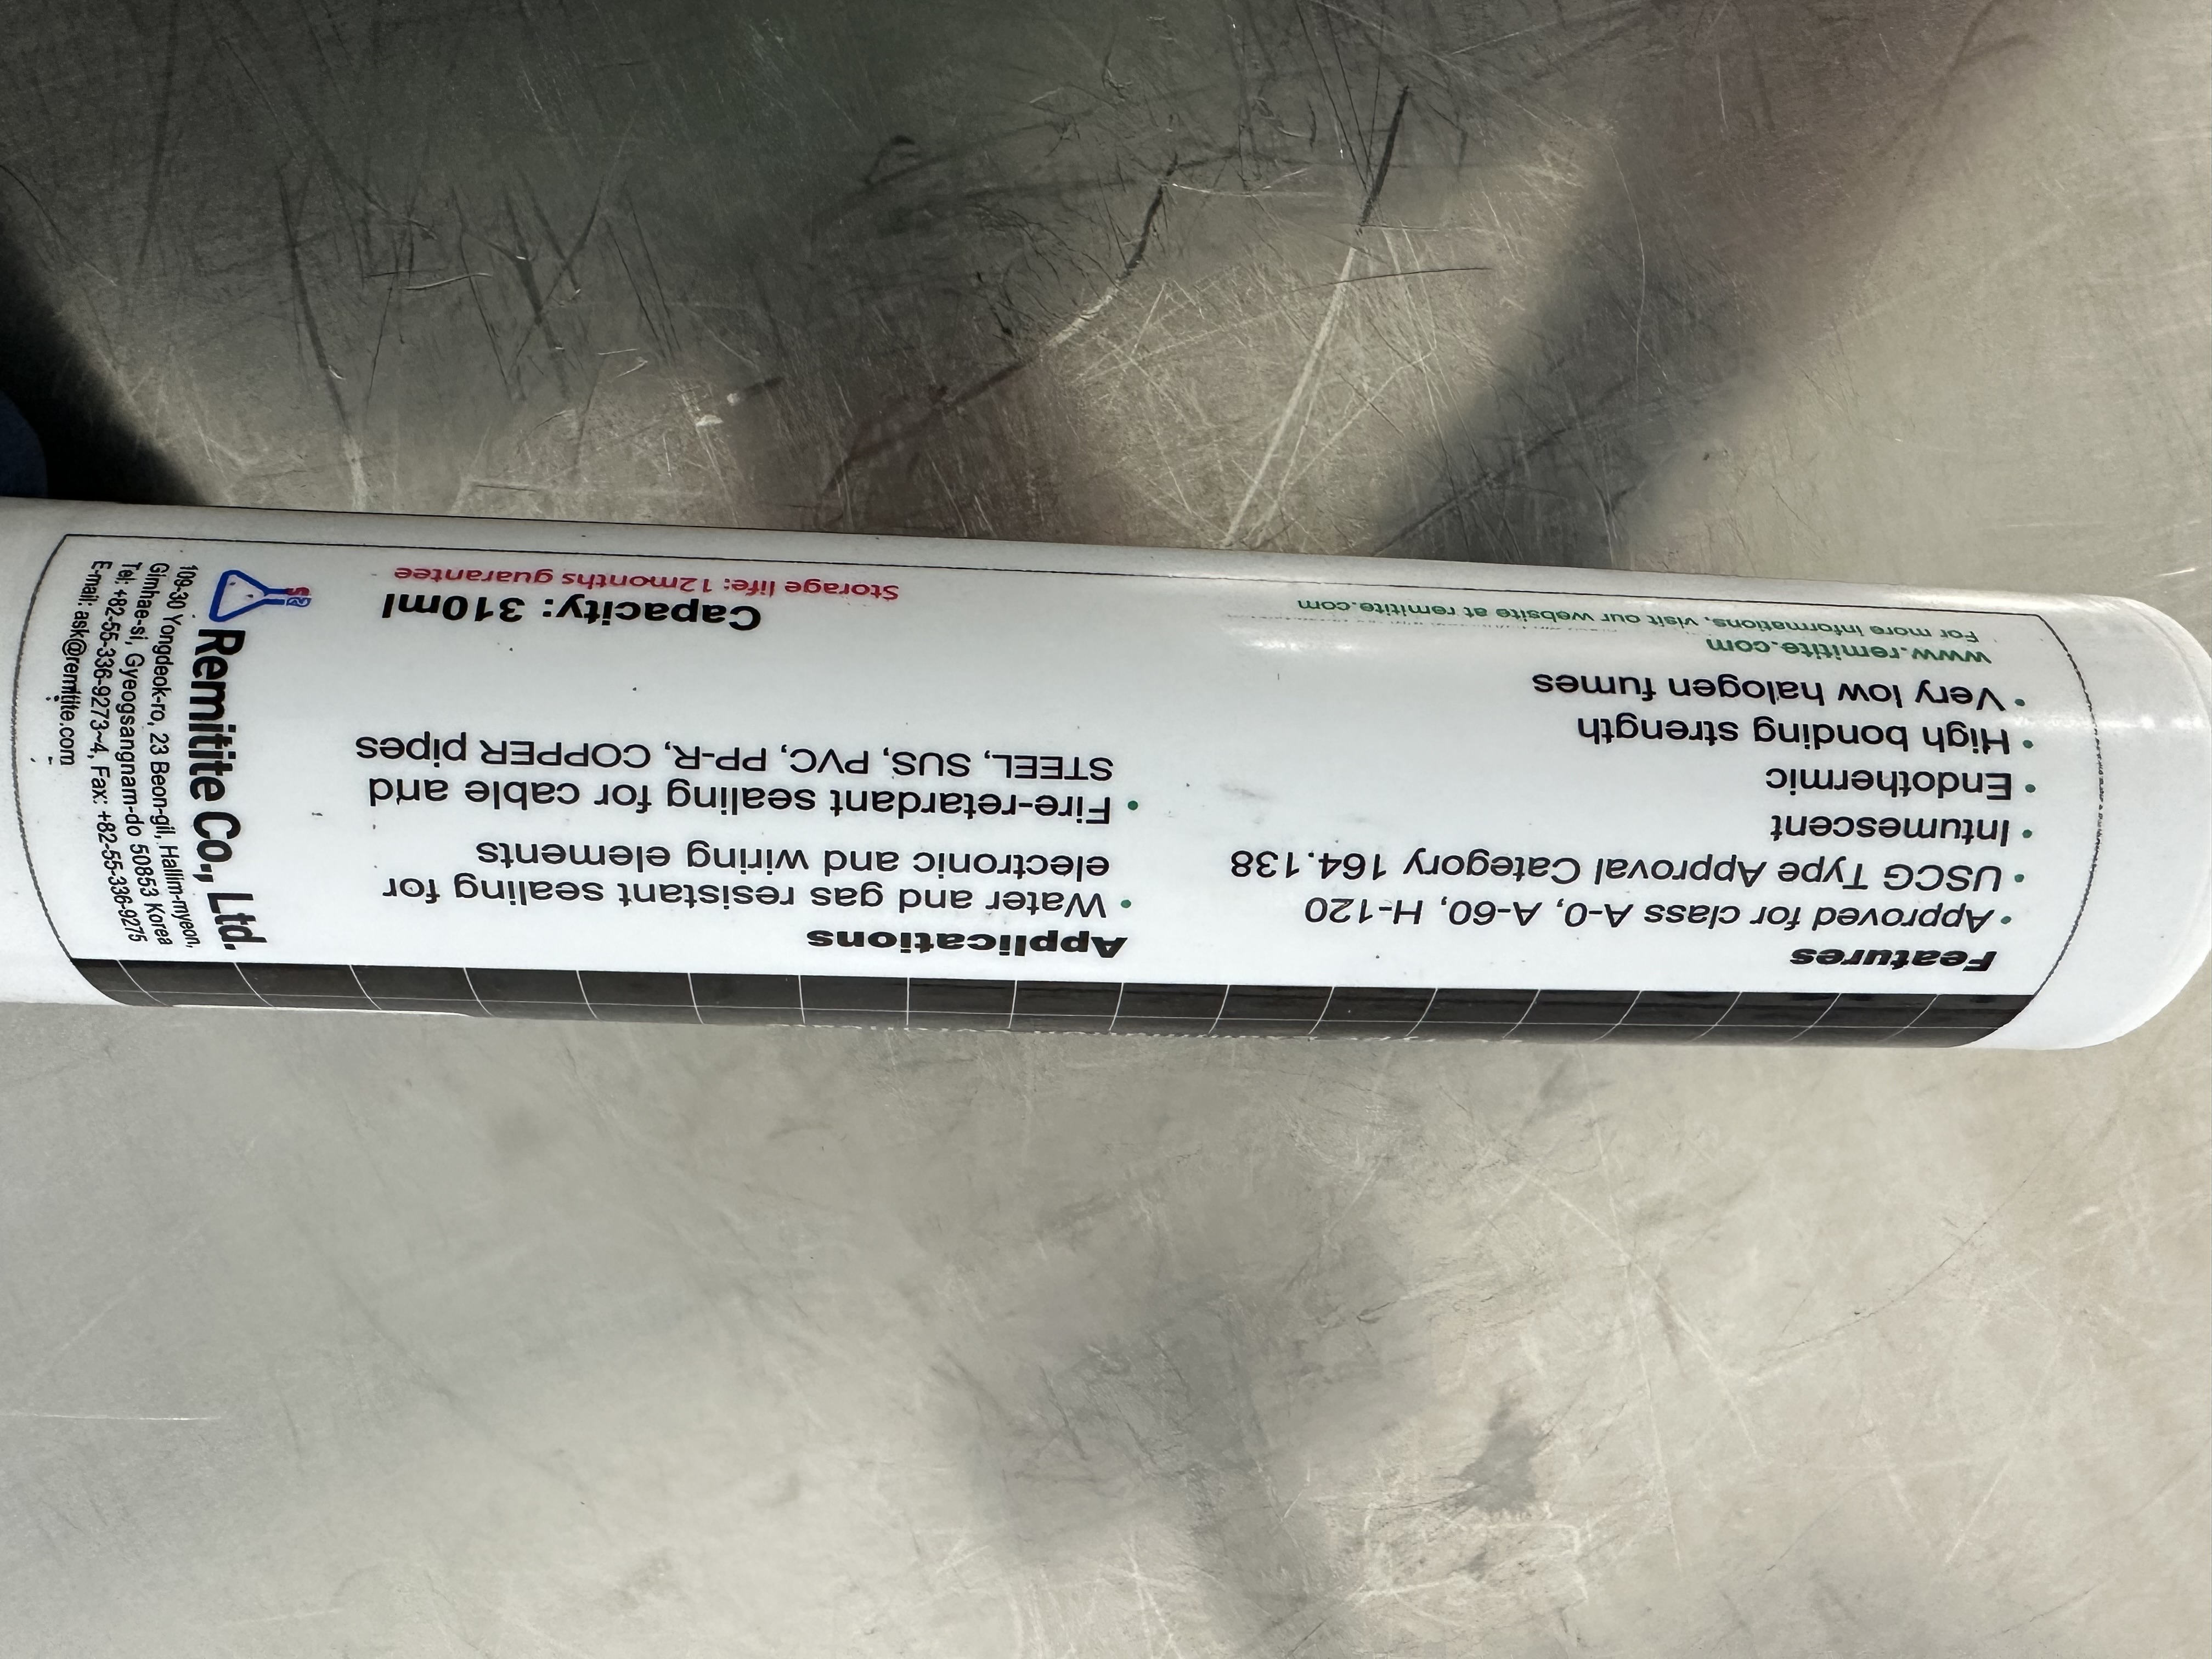 Features
• Approved for class A-0, A-60, H-120
• USCG Type Approval Category 164.138
• Intumescent
• Endothermic
• High bonding strength
• Very low halogen fumes
www.remitite.com
For more informations, visit our website at remitite.com
Applications
• Water and gas resistant sealing for
electronic and wiring elements
• Fire-retardant sealing for cable and
STEEL, SUS, PVC, PP-R, COPPER pipes
Capacity: 310ml
Storage life: 12months guarantee
Remitite Co., Ltd.
109-30 Yongdeok-ro, 23 Beon-gil, Hallim-myeon,
Gimhae-si, Gyeogsangnam-do 50853 Korea
Tel: +82-55-336-9273~4, Fax: +82-55-336-9275
E-mail: ask@remitite.com